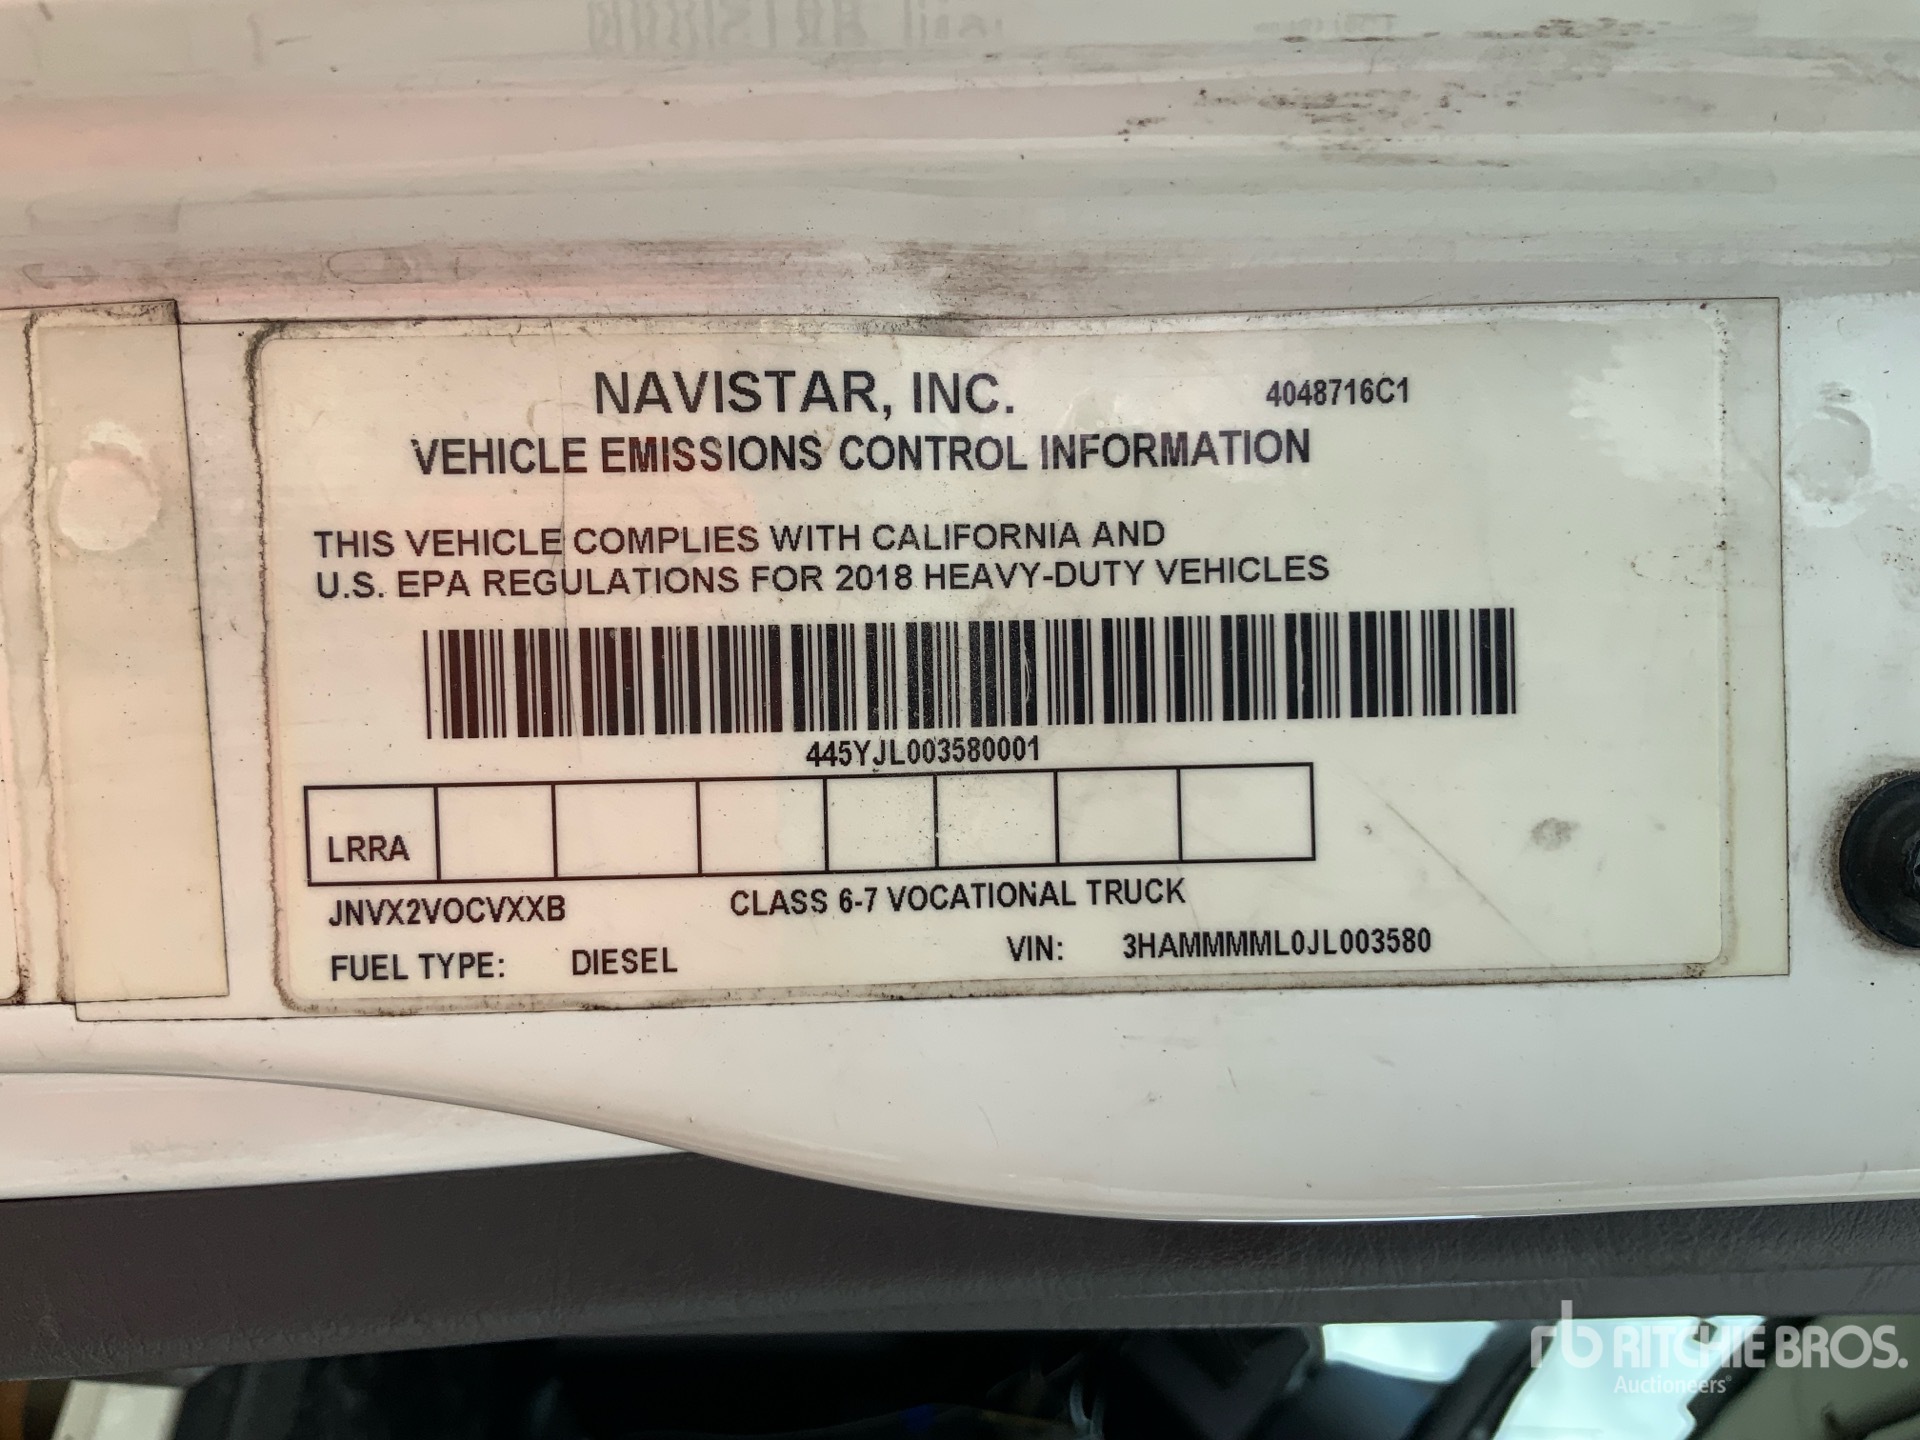 NAVISTAR, INC. 4048716C1
VEHICLE EMISSIONS CONTROL INFORMATION
THIS VEHICLE COMPLIES WITH CALIFORNIA AND
U.S. EPA REGULATIONS FOR 2018 HEAVY-DUTY VEHICLES
445YJL003580001
LRRA
JNVX2VOCVXXB CLASS 6-7 VOCATIONAL TRUCK
FUEL TYPE: DIESEL VIN: 3HAMMMML0JL003580
rb RITCHIE BROS.
Auctioneers